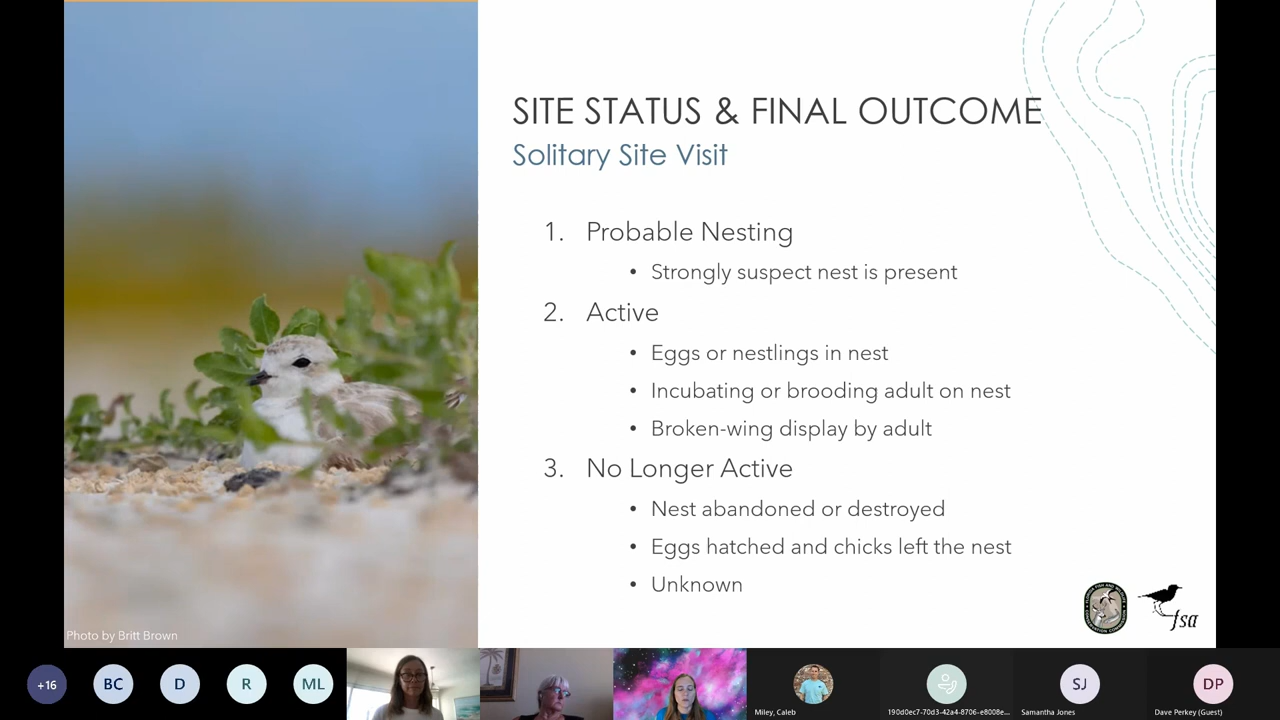 SITE STATUS & FINAL OUTCOME
Solitary Site Visit
1. Probable Nesting
• Strongly suspect nest is present
2. Active
• Eggs or nestlings in nest
• Incubating or brooding adult on nest
• Broken-wing display by adult
3. No Longer Active
• Nest abandoned or destroyed
• Eggs hatched and chicks left the nest
• Unknown
fsa
Photo by Britt Brown
+16
BC
D
R
ML
SJ
DP
Miley, Caleb
190d0ec7-70d3-42a4-8706-e8008e...
Samantha Jones
Dave Perkey (Guest)